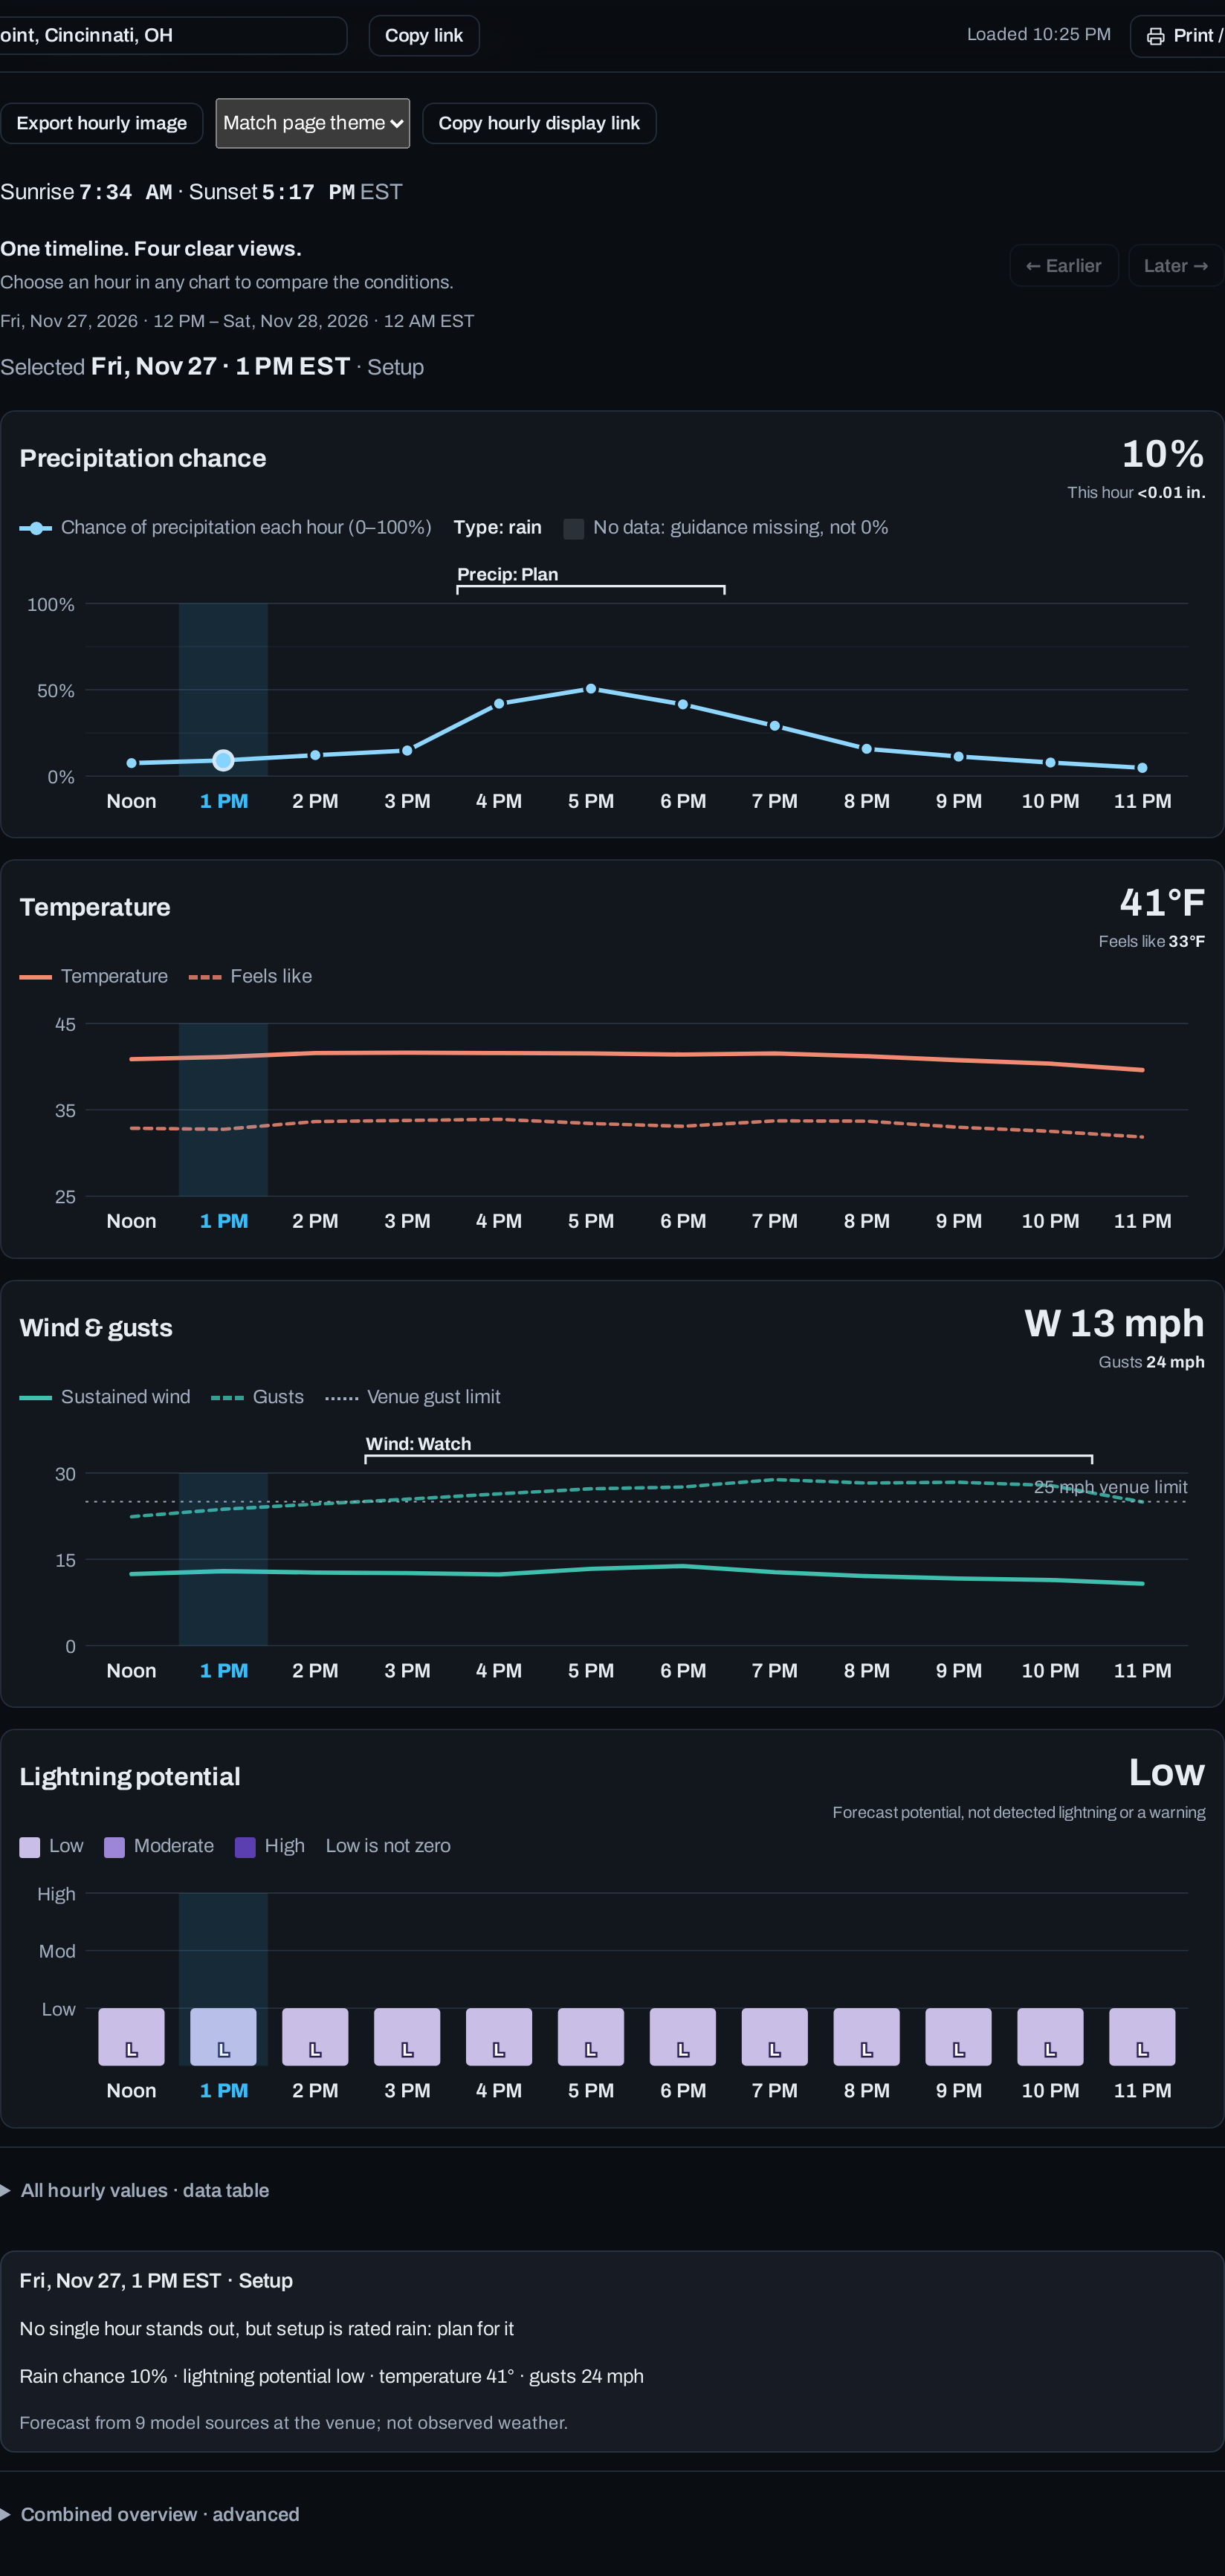 oint, Cincinnati, OH
Copy link
Loaded 10:25 PM
Print /
Export hourly image
Match page theme
Copy hourly display link
Sunrise 7:34 AM · Sunset 5:17 PM EST
One timeline. Four clear views.
Choose an hour in any chart to compare the conditions.
← Earlier
Later →
Fri, Nov 27, 2026 · 12 PM – Sat, Nov 28, 2026 · 12 AM EST
Selected Fri, Nov 27 · 1 PM EST · Setup
Precipitation chance
10%
This hour <0.01 in.
Chance of precipitation each hour (0–100%)
Type: rain
No data: guidance missing, not 0%
Precip: Plan
100%
50%
0%
Noon 1 PM 2 PM 3 PM 4 PM 5 PM 6 PM 7 PM 8 PM 9 PM 10 PM 11 PM
Temperature
41°F
Feels like 33°F
Temperature
Feels like
45
35
25
Noon 1 PM 2 PM 3 PM 4 PM 5 PM 6 PM 7 PM 8 PM 9 PM 10 PM 11 PM
Wind & gusts
W 13 mph
Gusts 24 mph
Sustained wind
Gusts
Venue gust limit
Wind: Watch
30
25 mph venue limit
15
0
Noon 1 PM 2 PM 3 PM 4 PM 5 PM 6 PM 7 PM 8 PM 9 PM 10 PM 11 PM
Lightning potential
Low
Forecast potential, not detected lightning or a warning
Low
Moderate
High
Low is not zero
High
Mod
Low
L L L L L L L L L L L L
Noon 1 PM 2 PM 3 PM 4 PM 5 PM 6 PM 7 PM 8 PM 9 PM 10 PM 11 PM
All hourly values · data table
Fri, Nov 27, 1 PM EST · Setup
No single hour stands out, but setup is rated rain: plan for it
Rain chance 10% · lightning potential low · temperature 41° · gusts 24 mph
Forecast from 9 model sources at the venue; not observed weather.
Combined overview · advanced